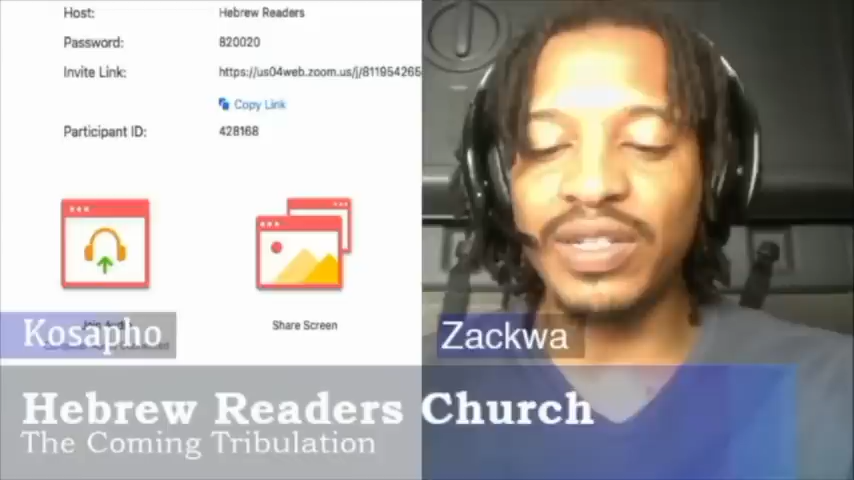 Host: Hebrew Readers
Password: 820020
Invite Link: https://us04web.zoom.us/j/811954265
Copy Link
Participant ID: 428168
Share Screen
Kosapho
Zackwa
Hebrew Readers Church
The Coming Tribulation